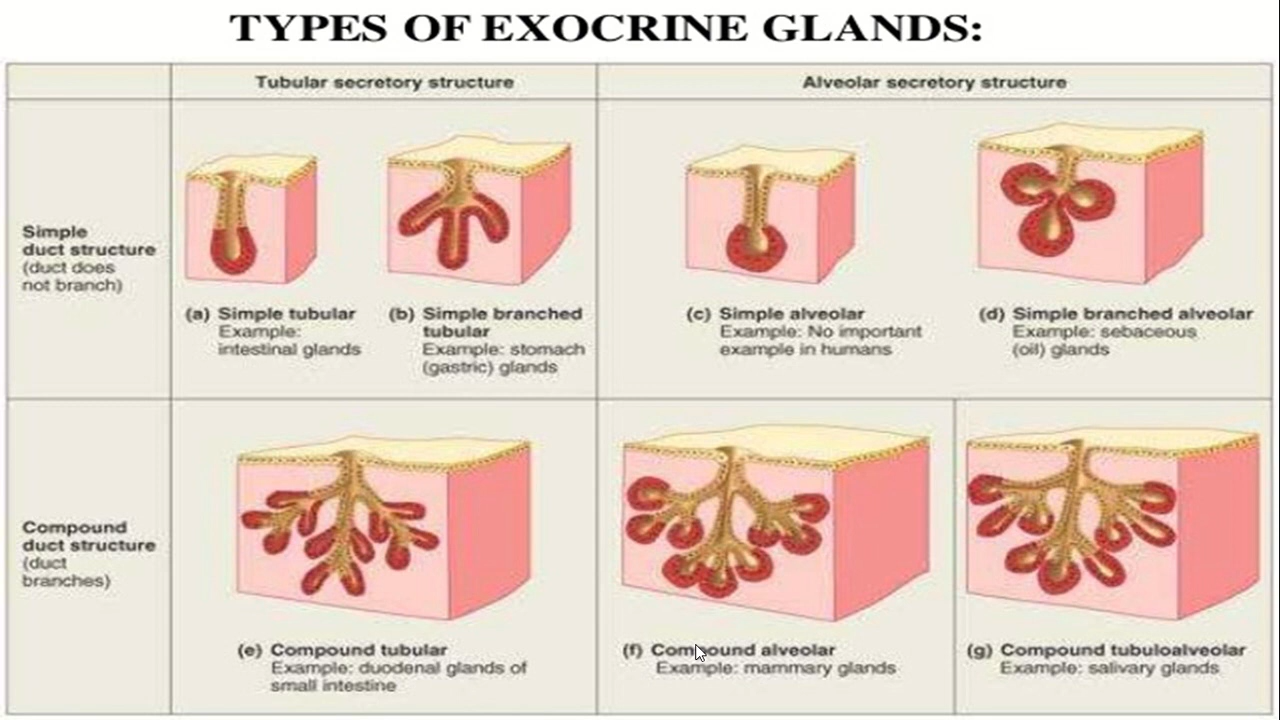 TYPES OF EXOCRINE GLANDS:
Tubular secretory structure
Alveolar secretory structure
Simple
duct structure
(duct does
not branch)
(a) Simple tubular
Example:
intestinal glands
(b) Simple branched
tubular
Example: stomach
(gastric) glands
(c) Simple alveolar
Example: No important
example in humans
(d) Simple branched alveolar
Example: sebaceous
(oil) glands
Compound
duct structure
(duct
branches)
(e) Compound tubular
Example: duodenal glands of
small intestine
(f) Compound alveolar
Example: mammary glands
(g) Compound tubuloalveolar
Example: salivary glands